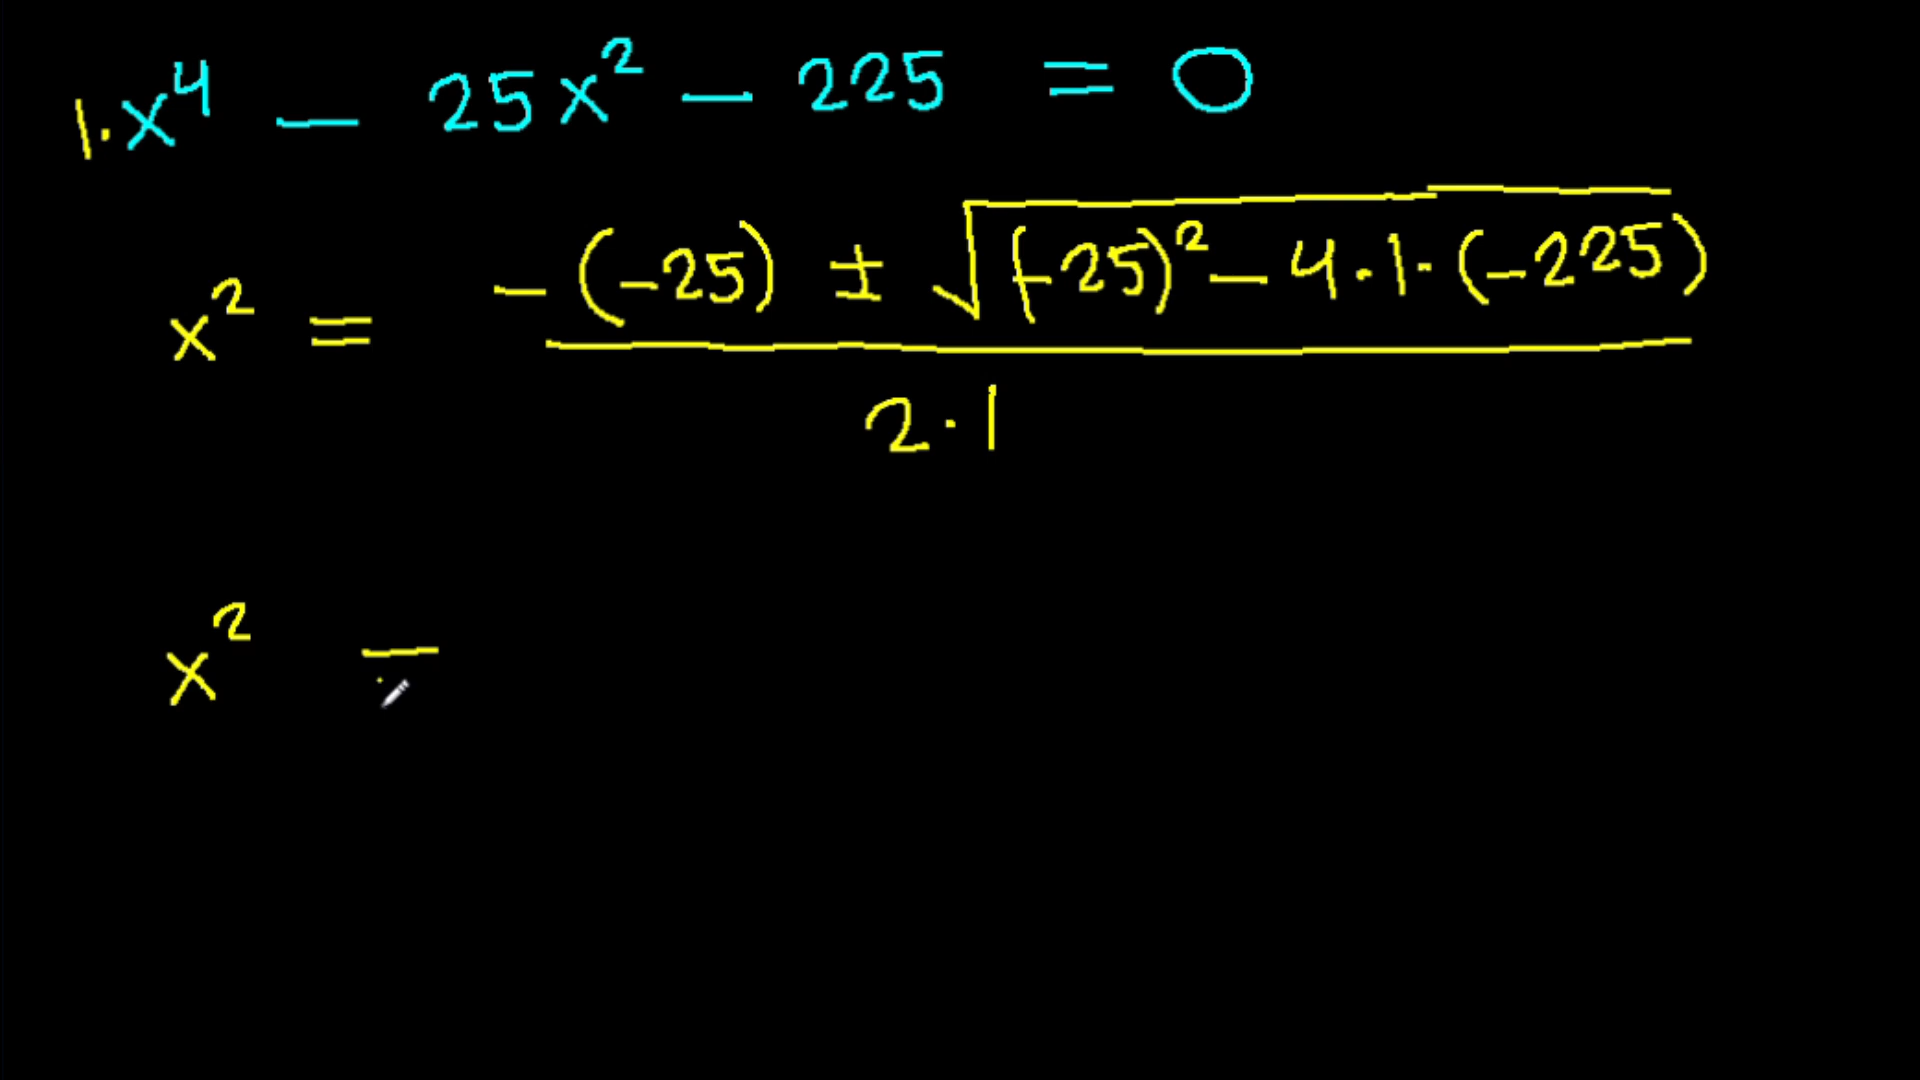 1·x⁴ – 25x² – 225 = 0
x² = –(–25) ± √(–25)² – 4·1·(–225)
2·1
x² =